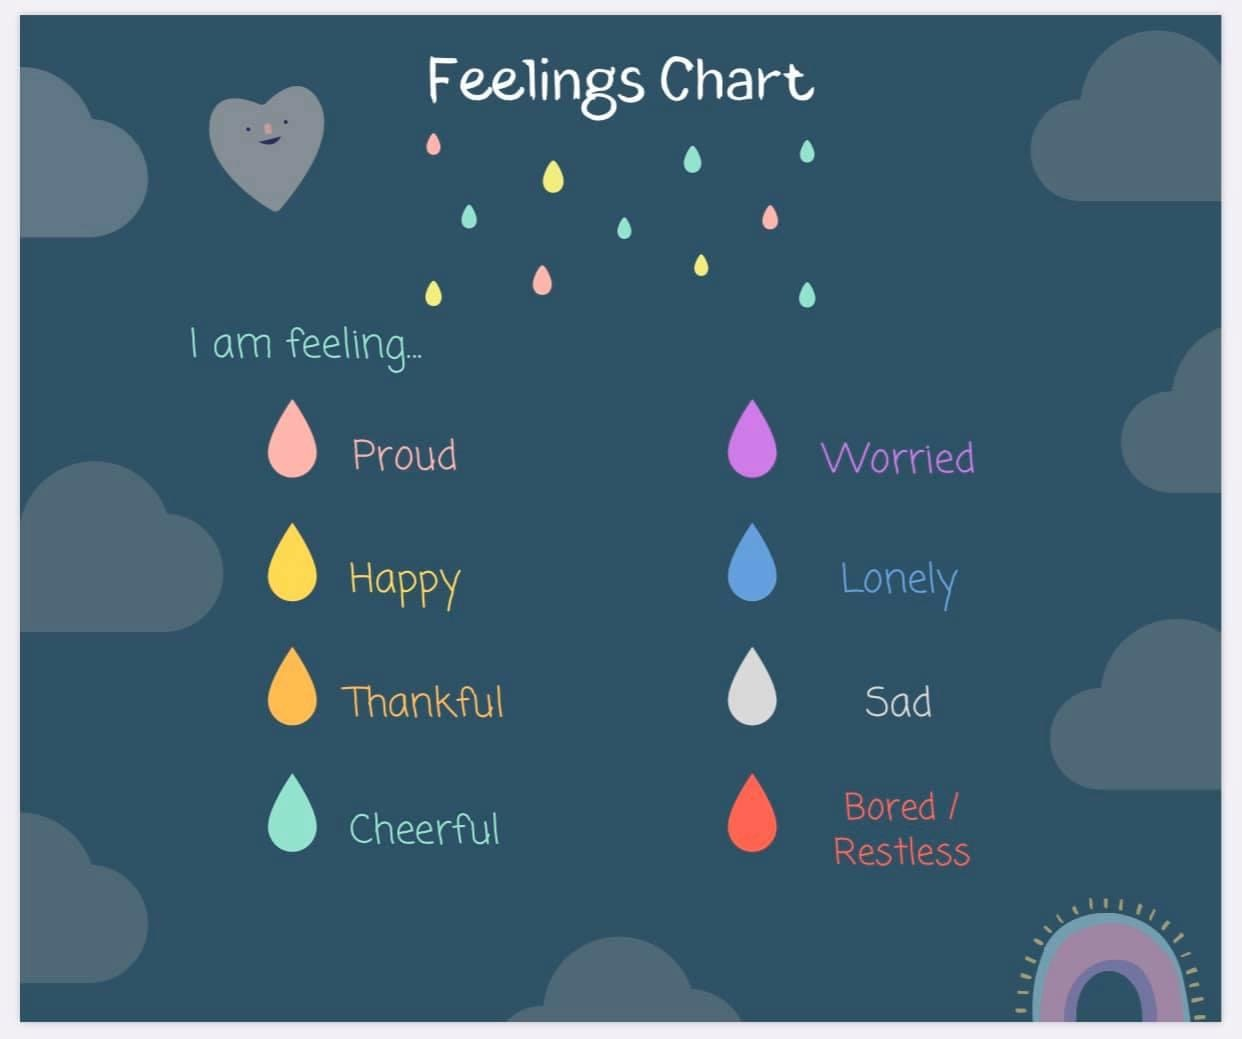 Feelings Chart
I am feeling...
Proud
Happy
Thankful
Cheerful
Worried
Lonely
Sad
Bored /
Restless